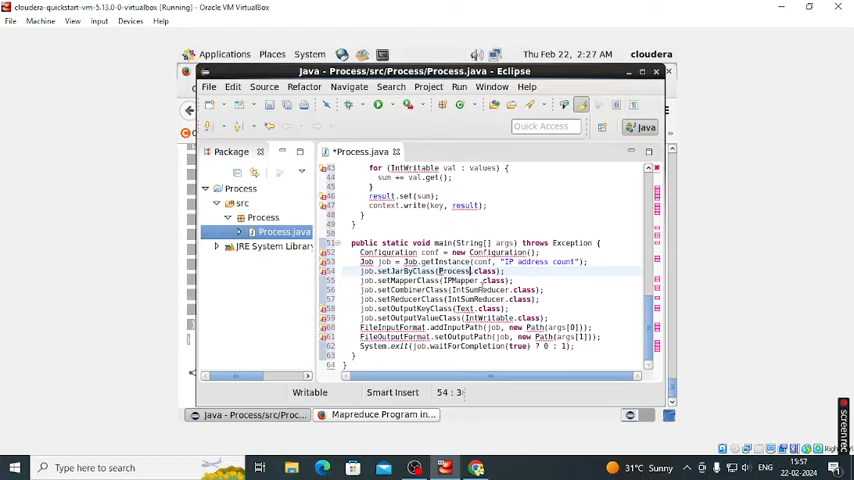 cloudera-quickstart-vm-5.13.0-0-virtualbox [Running] - Oracle VM VirtualBox
File Machine View Input Devices Help
Applications Places System Thu Feb 22, 2:27 AM cloudera
Java - Process/src/Process/Process.java - Eclipse
File Edit Source Refactor Navigate Search Project Run Window Help
Quick Access Java
Package *Process.java
Process
src
Process
Process.java
JRE System Library
43 for (IntWritable val : values) {
44 sum += val.get();
45 }
46 result.set(sum);
47 context.write(key, result);
48 }
49 }
50
51 public static void main(String[] args) throws Exception {
52 Configuration conf = new Configuration();
53 Job job = Job.getInstance(conf, "IP address count");
54 job.setJarByClass(Process.class);
55 job.setMapperClass(IPMapper.class);
56 job.setCombinerClass(IntSumReducer.class);
57 job.setReducerClass(IntSumReducer.class);
58 job.setOutputKeyClass(Text.class);
59 job.setOutputValueClass(IntWritable.class);
60 FileInputFormat.addInputPath(job, new Path(args[0]));
61 FileOutputFormat.setOutputPath(job, new Path(args[1]));
62 System.exit(job.waitForCompletion(true) ? 0 : 1);
63 }
64 }
Writable Smart Insert 54 : 3
Java - Process/src/Proc... Mapreduce Program in...
screentec
Right
Type here to search 31°C Sunny ENG 15:57
22-02-2024